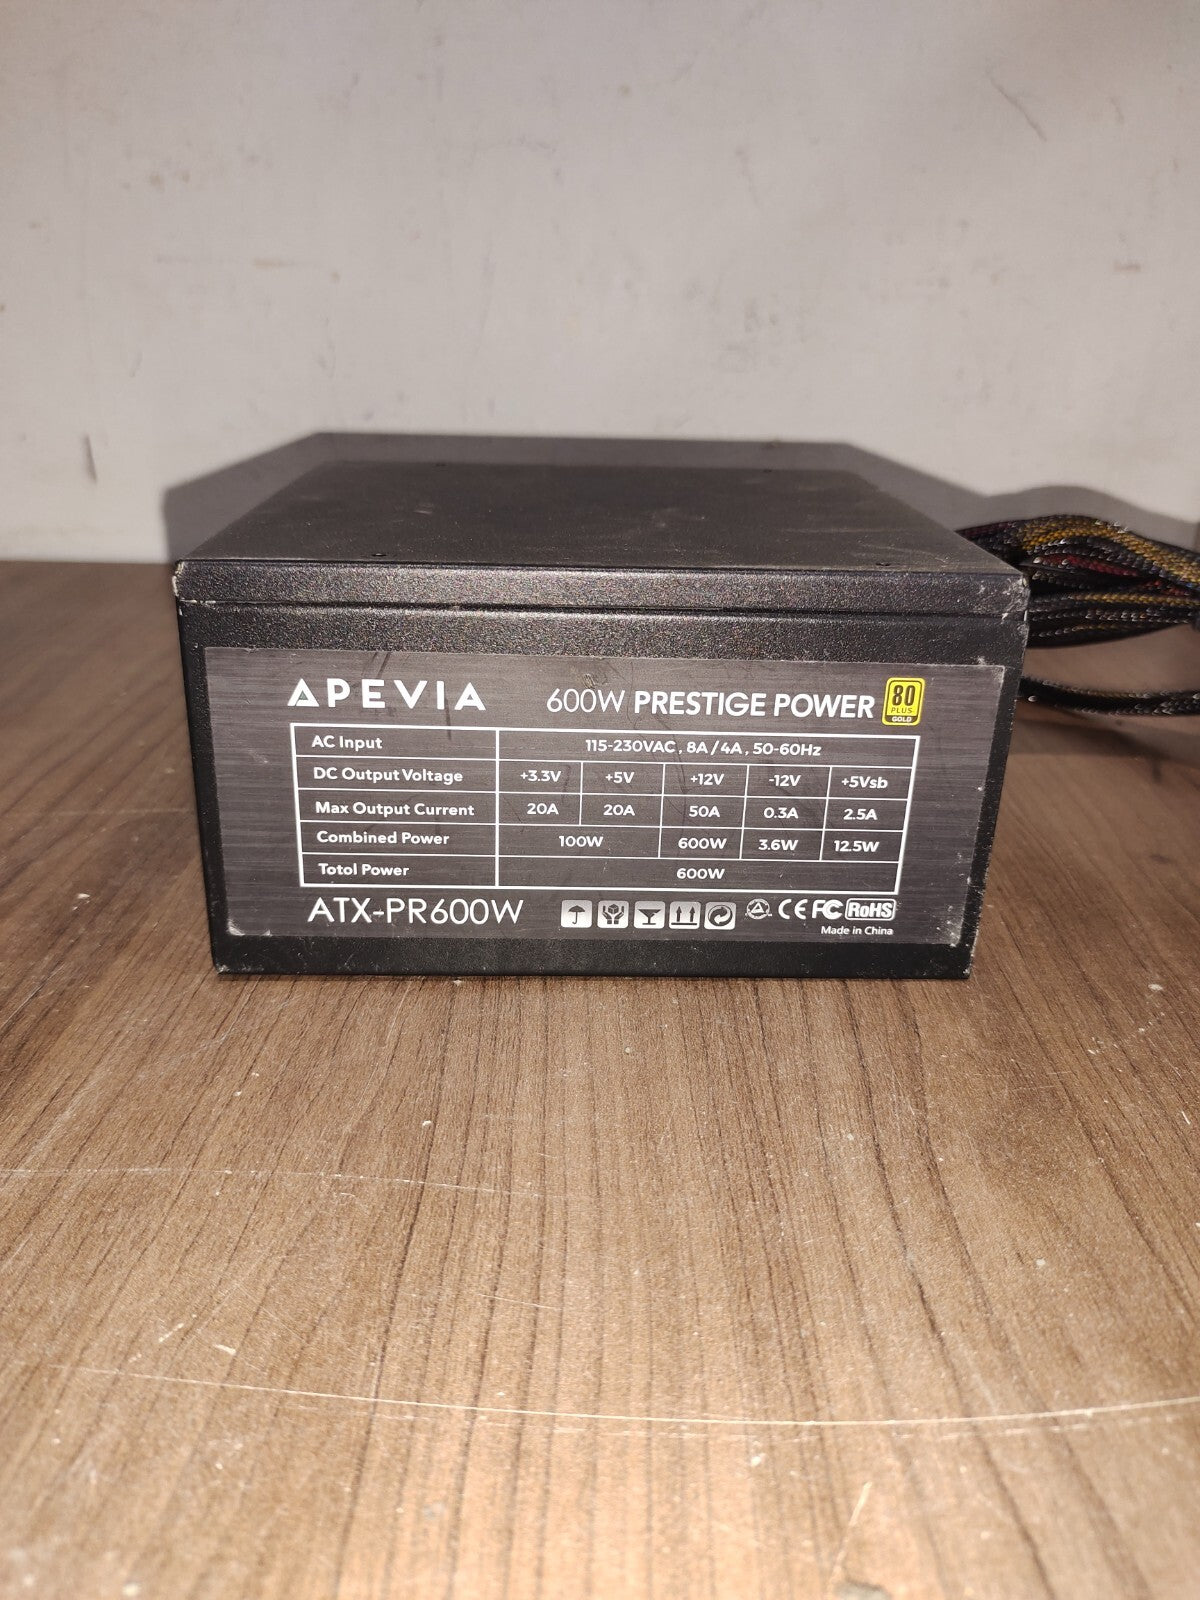 APEVIA 600W PRESTIGE POWER 80 PLUS GOLD
AC Input 115-230VAC , 8A / 4A , 50-60Hz
DC Output Voltage +3.3V +5V +12V -12V +5Vsb
Max Output Current 20A 20A 50A 0.3A 2.5A
Combined Power 100W 600W 3.6W 12.5W
Totol Power 600W
ATX-PR600W CE FC RoHS
Made in China